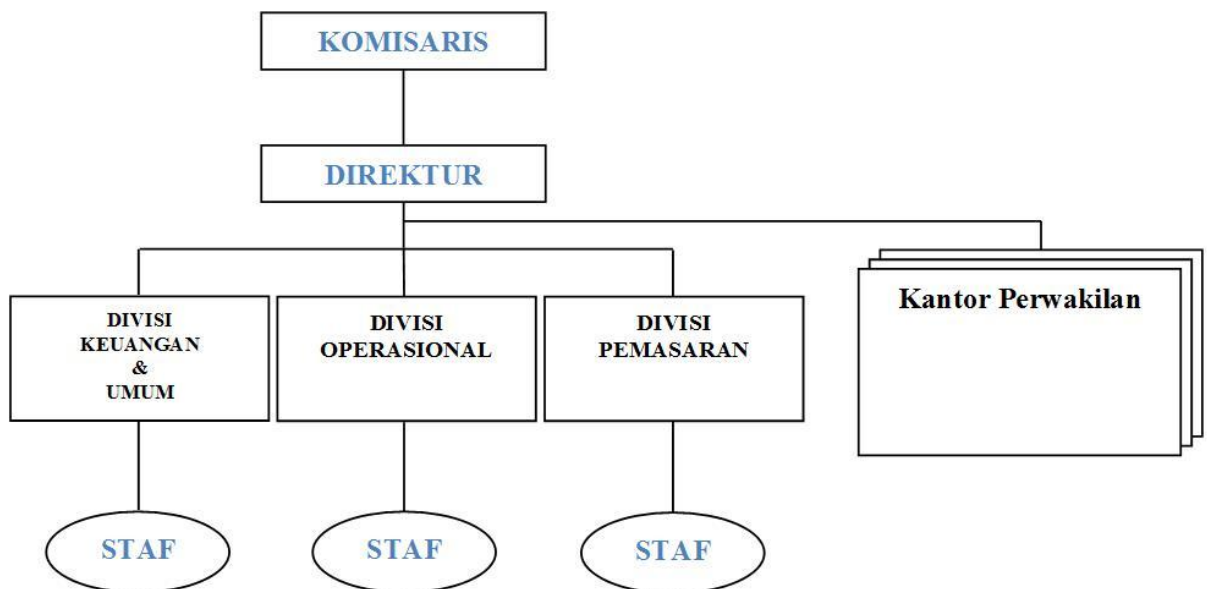 KOMISARIS
DIREKTUR
DIVISI
KEUANGAN
&
UMUM
DIVISI
OPERASIONAL
DIVISI
PEMASARAN
Kantor Perwakilan
STAF
STAF
STAF